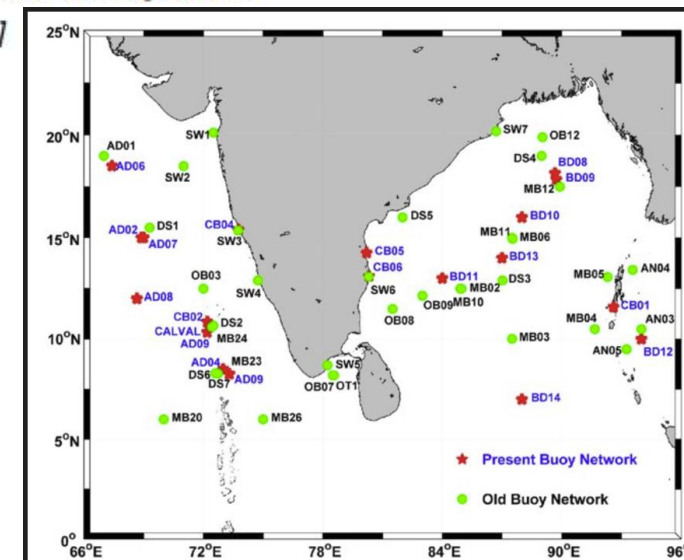 25°N
20°N
15°N
10°N
5°N
0°
66°E 72°E 78°E 84°E 90°E 96°
AD01
AD06
SW1
SW2
SW7
OB12
DS4
BD08
BD09
MB12
AD02
DS1
AD07
CB04
SW3
DS5
BD10
MB11
MB06
CB05
BD13
CB06
OB03
SW4
SW6
BD11
MB02
DS3
MB05
AN04
AD08
OB09
MB10
OB08
CB01
CB02
DS2
CALVAL
MB24
AD09
MB03
MB04
AN03
BD12
AN05
AD04
MB23
DS6
AD09
DS7
SW5
OB07
OT1
MB20
MB26
BD14
Present Buoy Network
Old Buoy Network